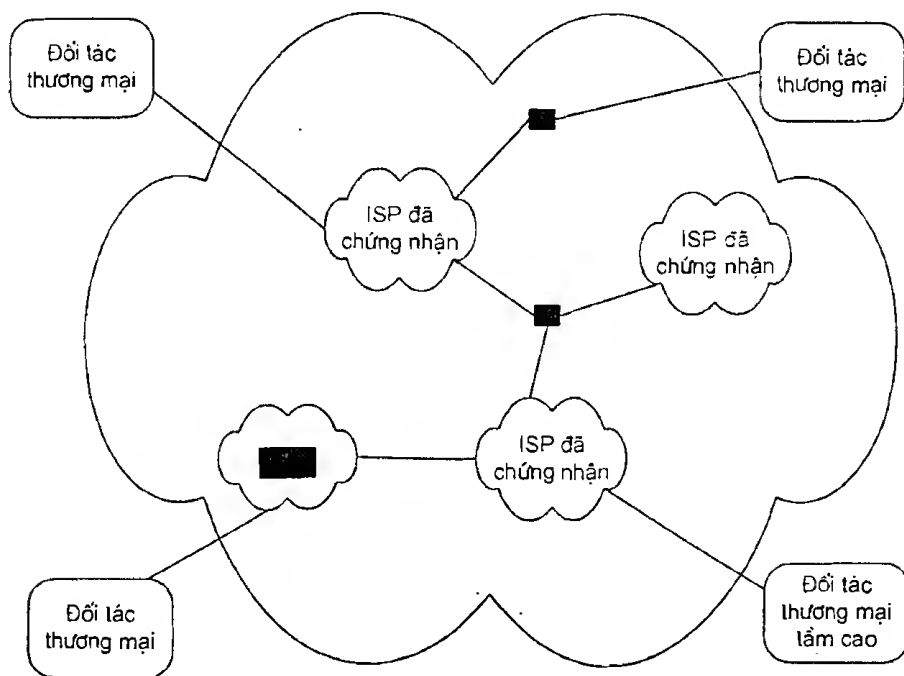 Đối tác
thương mại
Đối tác
thương mại
ISP đã
chứng nhận
ISP đã
chứng nhận
ISP đã
chứng nhận
Đối tác
thương mại
Đối tác
thương mại
tầm cao